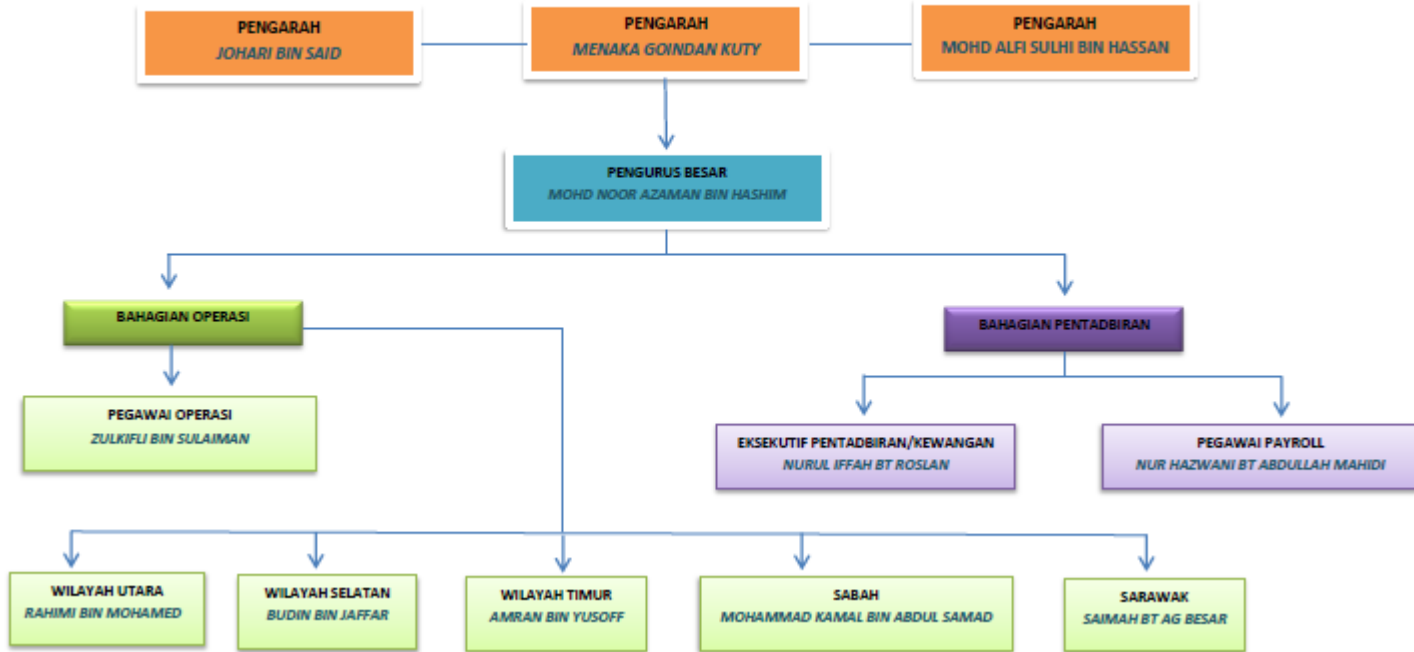 PENGARAH
JOHARI BIN SAID
PENGARAH
MENAKA GOINDAN KUTY
PENGARAH
MOHD ALFI SULHI BIN HASSAN
PENGURUS BESAR
MOHD NOOR AZAMAN BIN HASHIM
BAHAGIAN OPERASI
BAHAGIAN PENTADBIRAN
PEGAWAI OPERASI
ZULKIFLI BIN SULAIMAN
EKSEKUTIF PENTADBIRAN/KEWANGAN
NURUL IFFAH BT ROSLAN
PEGAWAI PAYROLL
NUR HAZWANI BT ABDULLAH MAHIDI
WILAYAH UTARA
RAHIMI BIN MOHAMED
WILAYAH SELATAN
BUDIN BIN JAFFAR
WILAYAH TIMUR
AMRAN BIN YUSOFF
SABAH
MOHAMMAD KAMAL BIN ABDUL SAMAD
SARAWAK
SAIMAH BT AG BESAR